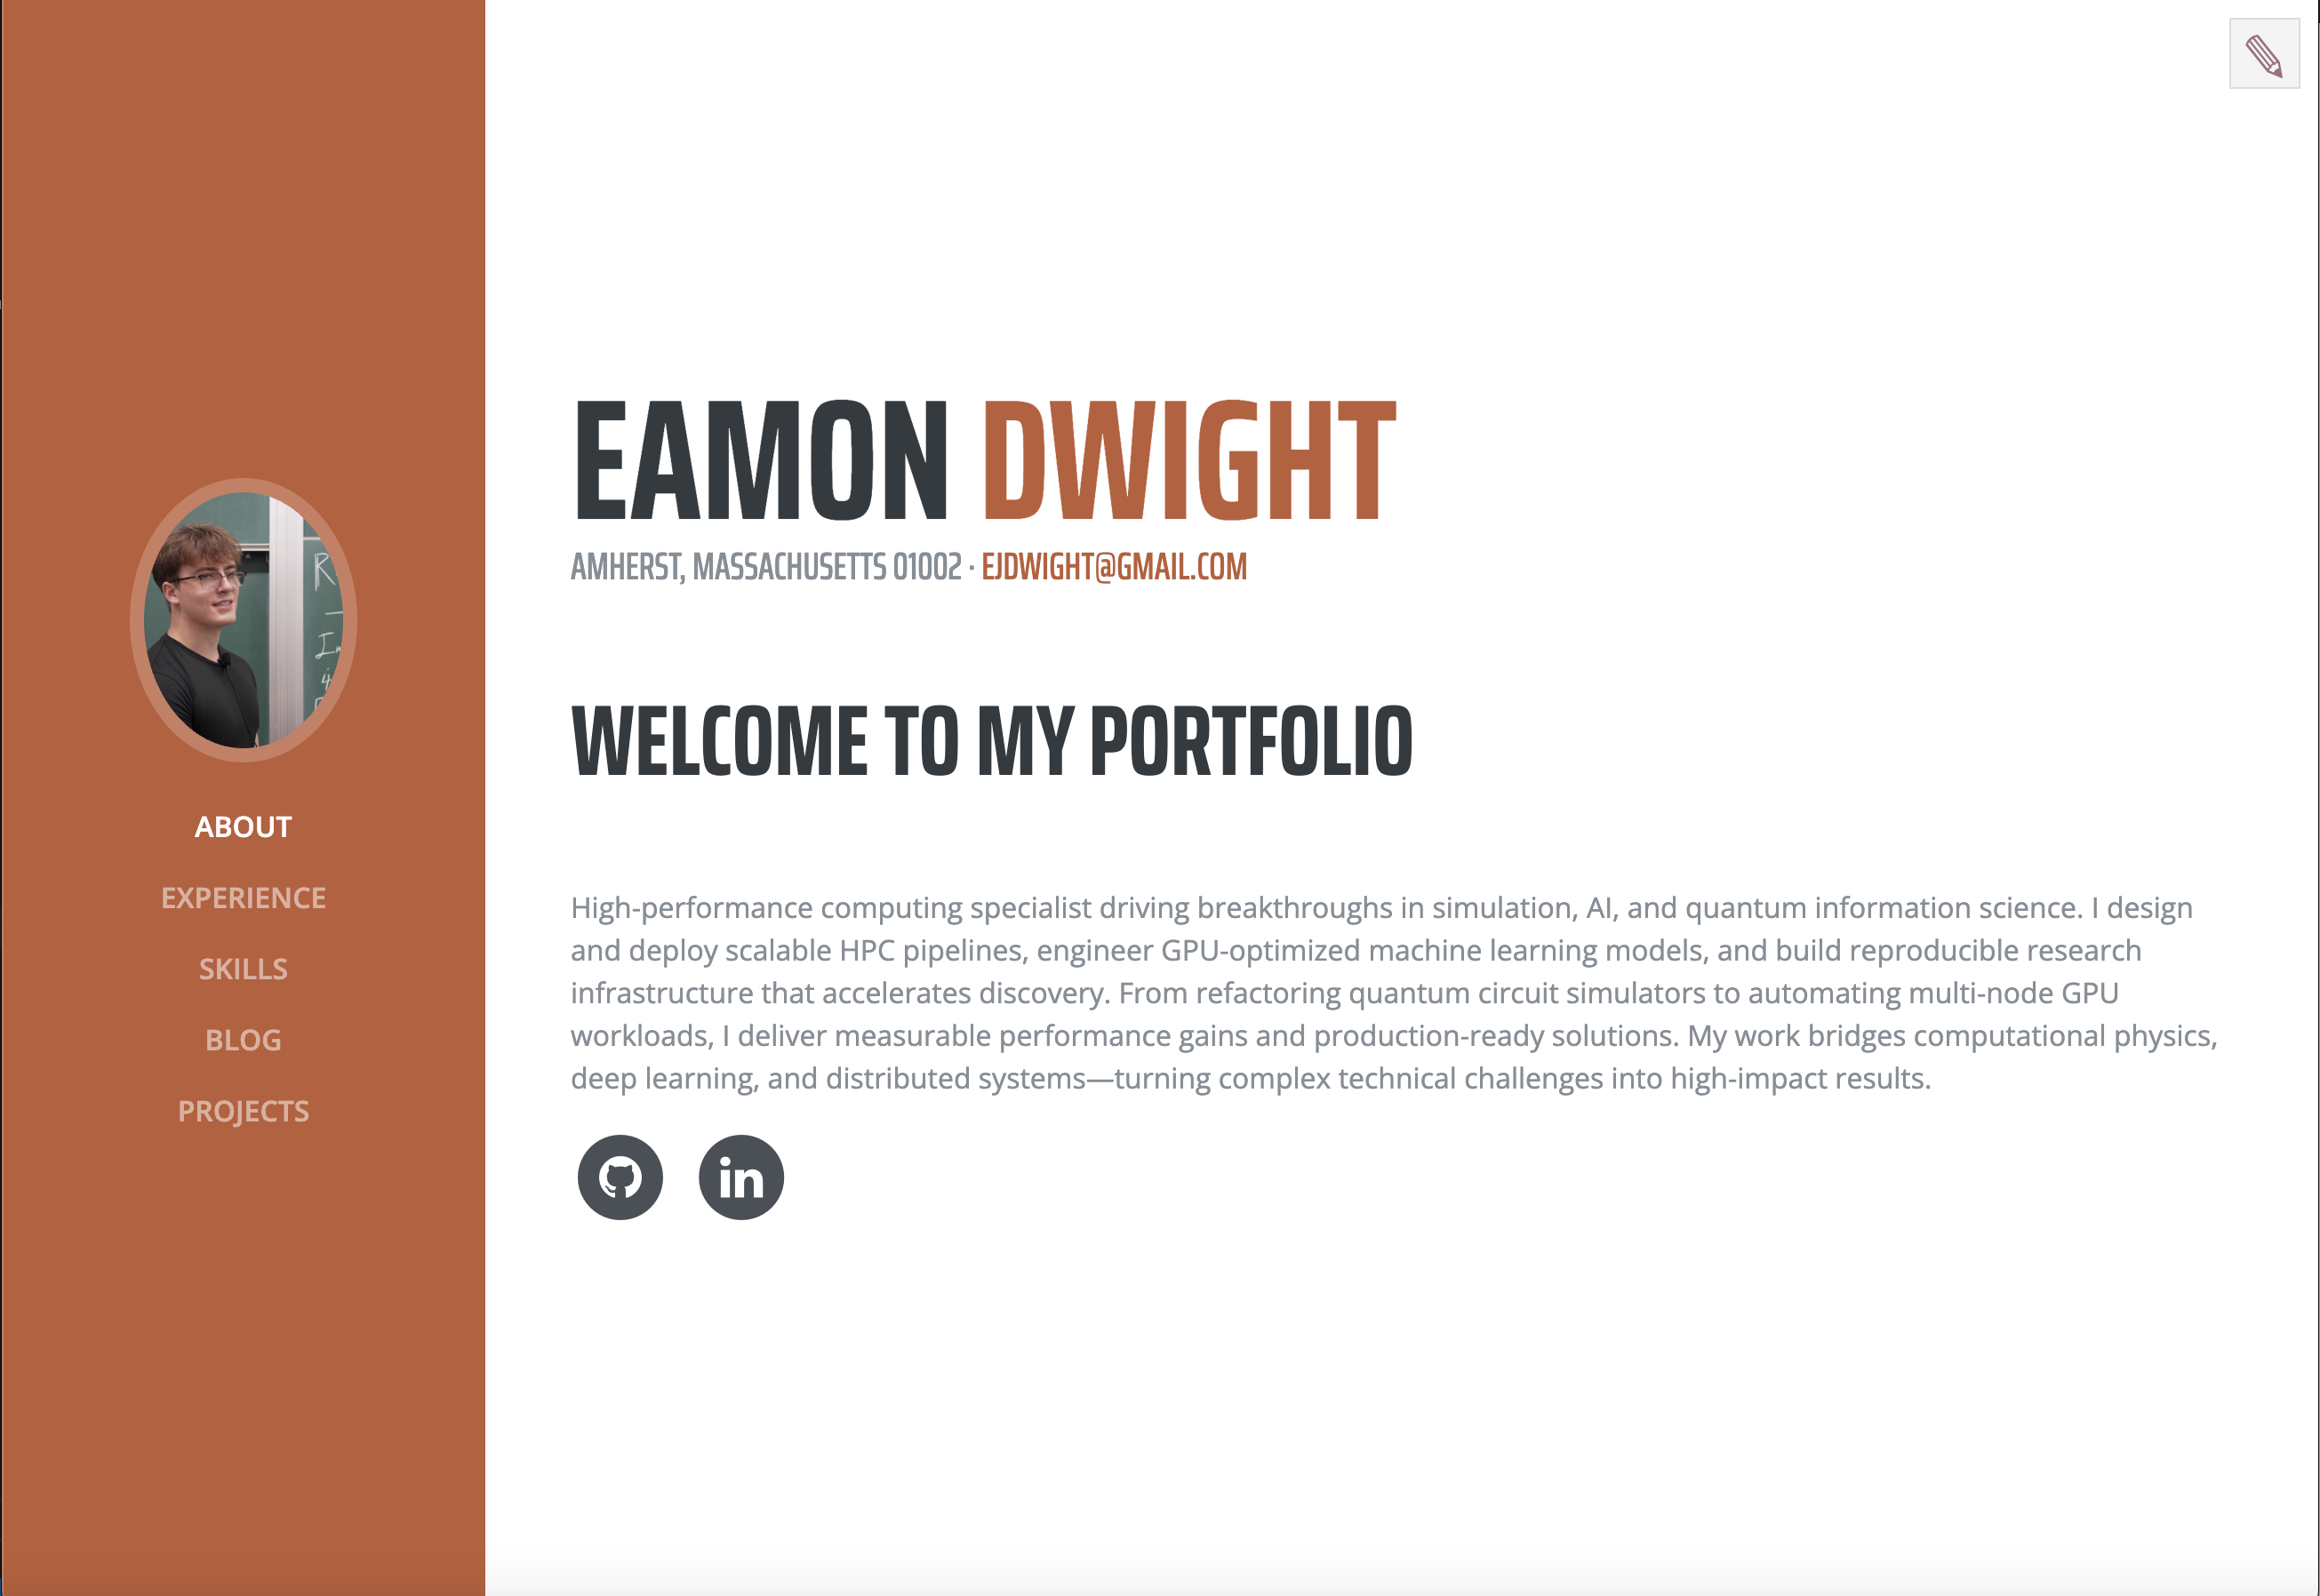 EAMON DWIGHT
AMHERST, MASSACHUSETTS 01002 · EJDWIGHT@GMAIL.COM
WELCOME TO MY PORTFOLIO
ABOUT
EXPERIENCE
SKILLS
BLOG
PROJECTS
High-performance computing specialist driving breakthroughs in simulation, AI, and quantum information science. I design
and deploy scalable HPC pipelines, engineer GPU-optimized machine learning models, and build reproducible research
infrastructure that accelerates discovery. From refactoring quantum circuit simulators to automating multi-node GPU
workloads, I deliver measurable performance gains and production-ready solutions. My work bridges computational physics,
deep learning, and distributed systems—turning complex technical challenges into high-impact results.
in